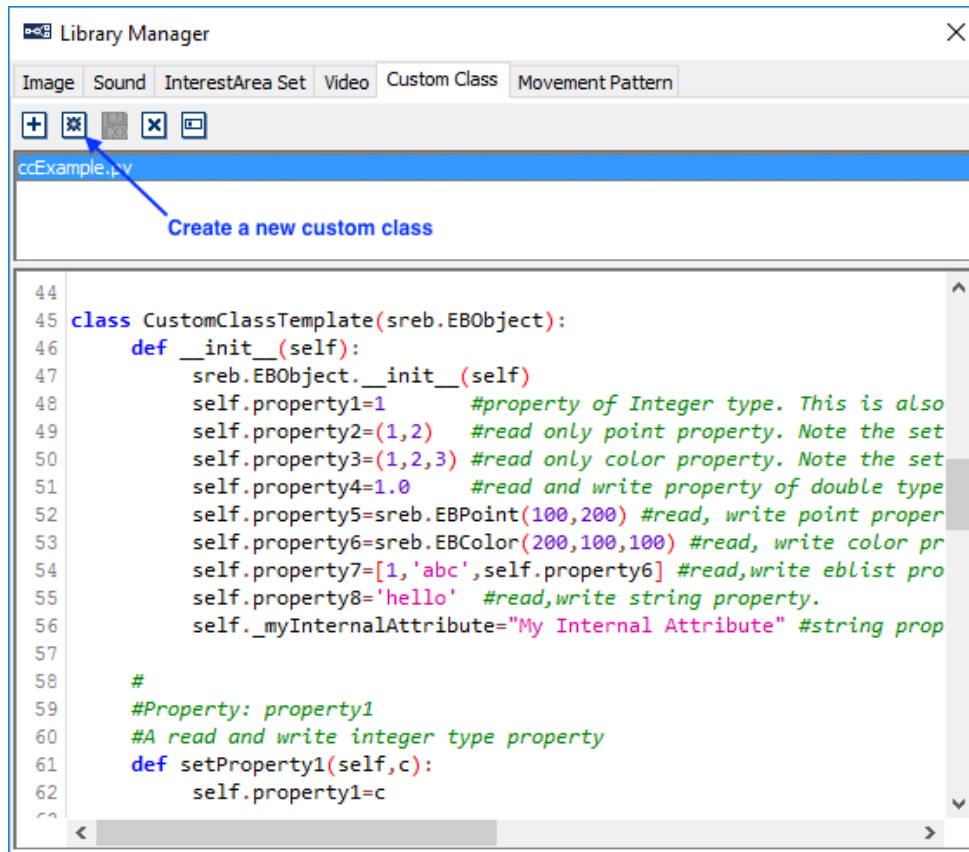 Library Manager
Image Sound InterestArea Set Video Custom Class Movement Pattern
ccExample.py
Create a new custom class
44
45 class CustomClassTemplate(sreb.EBObject):
46 def __init__(self):
47 sreb.EBObject.__init__(self)
48 self.property1=1 #property of Integer type. This is also
49 self.property2=(1,2) #read only point property. Note the set
50 self.property3=(1,2,3) #read only color property. Note the set
51 self.property4=1.0 #read and write property of double type
52 self.property5=sreb.EBPoint(100,200) #read, write point proper
53 self.property6=sreb.EBColor(200,100,100) #read, write color pr
54 self.property7=[1,'abc',self.property6] #read,write eblist pro
55 self.property8='hello' #read,write string property.
56 self._myInternalAttribute="My Internal Attribute" #string prop
57
58 #
59 #Property: property1
60 #A read and write integer type property
61 def setProperty1(self,c):
62 self.property1=c